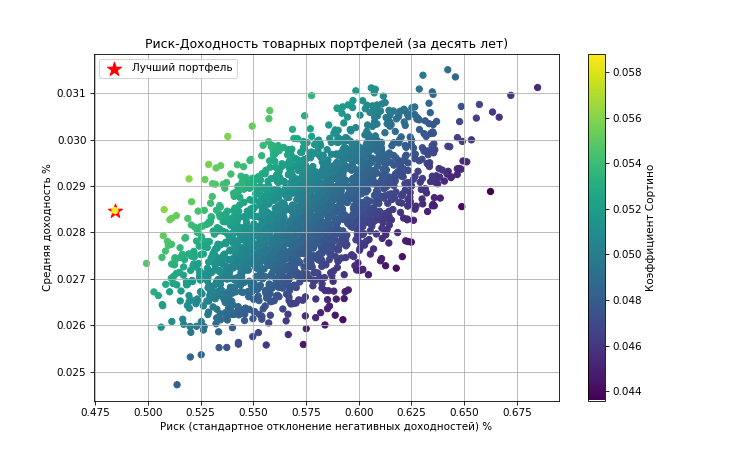 Риск-Доходность товарных портфелей (за десять лет)
Лучший портфель
Средняя доходность %
0.031
0.030
0.029
0.028
0.027
0.026
0.025
0.475 0.500 0.525 0.550 0.575 0.600 0.625 0.650 0.675
Риск (стандартное отклонение негативных доходностей) %
0.058
0.056
0.054
0.052
0.050
0.048
0.046
0.044
Коэффициент Сортино